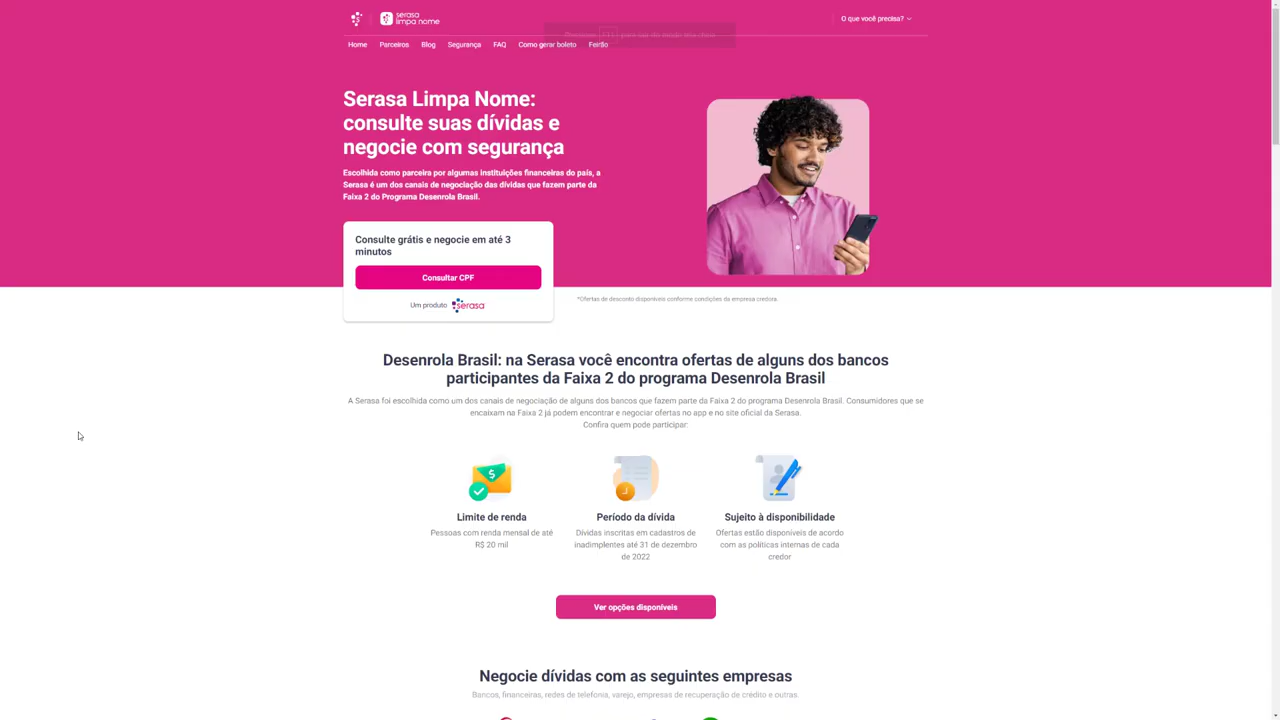 serasa
limpa nome
O que você precisa?
Pressione F11 para sair do modo tela cheia
Home Parceiros Blog Segurança FAQ Como gerar boleto Feirão
Serasa Limpa Nome:
consulte suas dívidas e
negocie com segurança
Escolhida como parceira por algumas instituições financeiras do país, a
Serasa é um dos canais de negociação das dívidas que fazem parte da
Faixa 2 do Programa Desenrola Brasil.
Consulte grátis e negocie em até 3
minutos
Consultar CPF
Um produto serasa
*Ofertas de desconto disponíveis conforme condições da empresa credora.
Desenrola Brasil: na Serasa você encontra ofertas de alguns dos bancos
participantes da Faixa 2 do programa Desenrola Brasil
A Serasa foi escolhida como um dos canais de negociação de alguns dos bancos que fazem parte da Faixa 2 do programa Desenrola Brasil. Consumidores que se
encaixam na Faixa 2 já podem encontrar e negociar ofertas no app e no site oficial da Serasa.
Confira quem pode participar:
Limite de renda
Pessoas com renda mensal de até
R$ 20 mil
Período da dívida
Dívidas inscritas em cadastros de
inadimplentes até 31 de dezembro
de 2022
Sujeito à disponibilidade
Ofertas estão disponíveis de acordo
com as políticas internas de cada
credor
Ver opções disponíveis
Negocie dívidas com as seguintes empresas
Bancos, financeiras, redes de telefonia, varejo, empresas de recuperação de crédito e outras